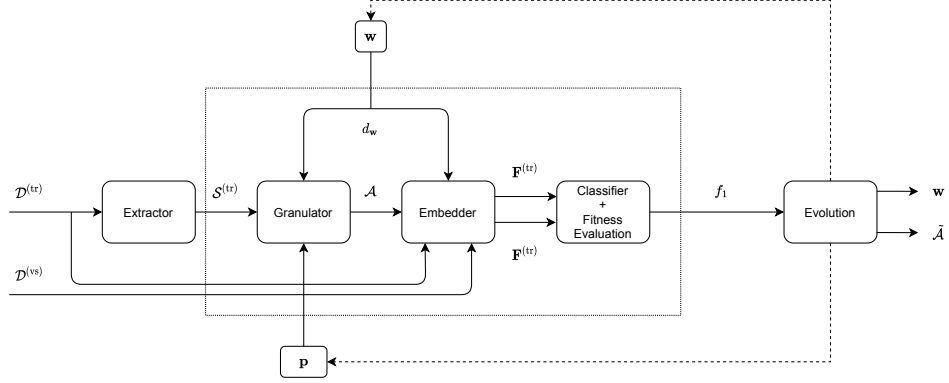 w
d_w
F^(tr)
D^(tr)
S^(tr)
A
f_1
w
Extractor
Granulator
Embedder
Classifier
+
Fitness
Evaluation
Evolution
Ã
F^(tr)
D^(vs)
p